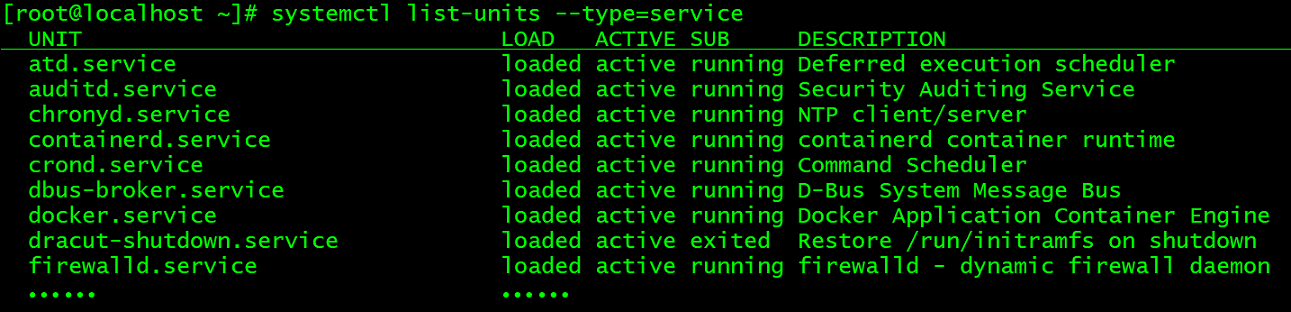 [root@localhost ~]# systemctl list-units --type=service
UNIT LOAD ACTIVE SUB DESCRIPTION
atd.service loaded active running Deferred execution scheduler
auditd.service loaded active running Security Auditing Service
chronyd.service loaded active running NTP client/server
containerd.service loaded active running containerd container runtime
crond.service loaded active running Command Scheduler
dbus-broker.service loaded active running D-Bus System Message Bus
docker.service loaded active running Docker Application Container Engine
dracut-shutdown.service loaded active exited Restore /run/initramfs on shutdown
firewalld.service loaded active running firewalld - dynamic firewall daemon
•••••• ••••••